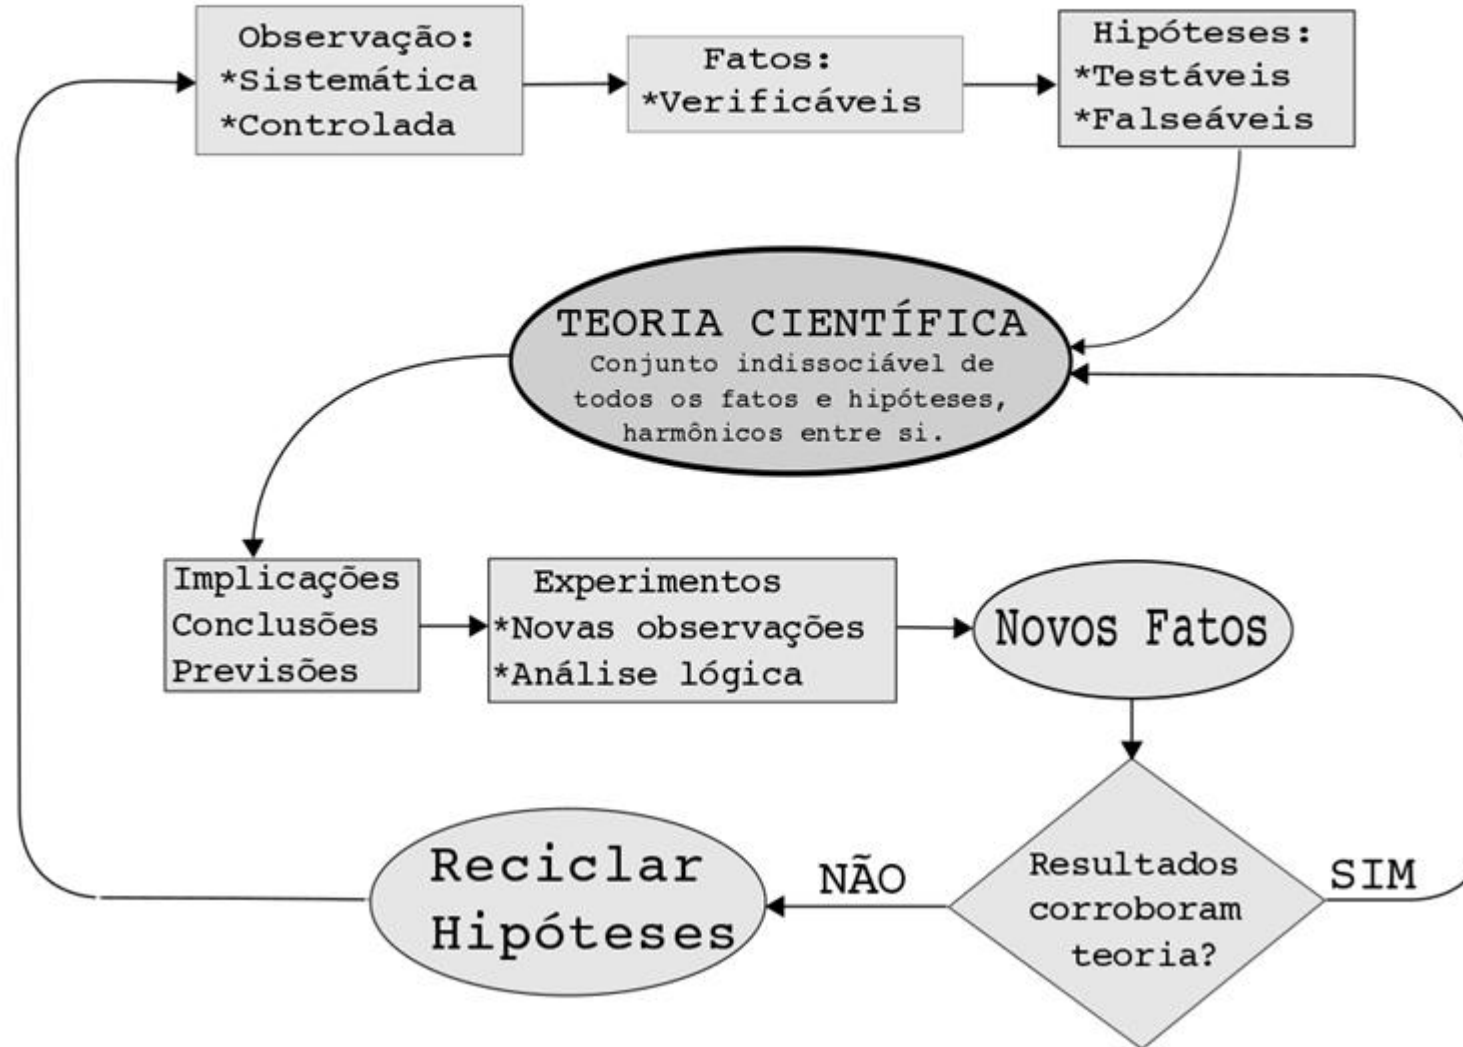 Observação:
*Sistemática
*Controlada
Fatos:
*Verificáveis
Hipóteses:
*Testáveis
*Falseáveis
TEORIA CIENTÍFICA
Conjunto indissociável de
todos os fatos e hipóteses,
harmônicos entre si.
Implicações
Conclusões
Previsões
Experimentos
*Novas observações
*Análise lógica
Novos Fatos
Resultados
corroboram
teoria?
SIM
NÃO
Reciclar
Hipóteses